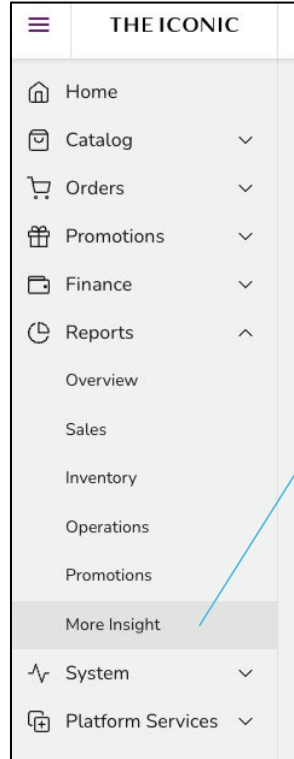 THE ICONIC
Home
Catalog
Orders
Promotions
Finance
Reports
Overview
Sales
Inventory
Operations
Promotions
More Insight
System
Platform Services